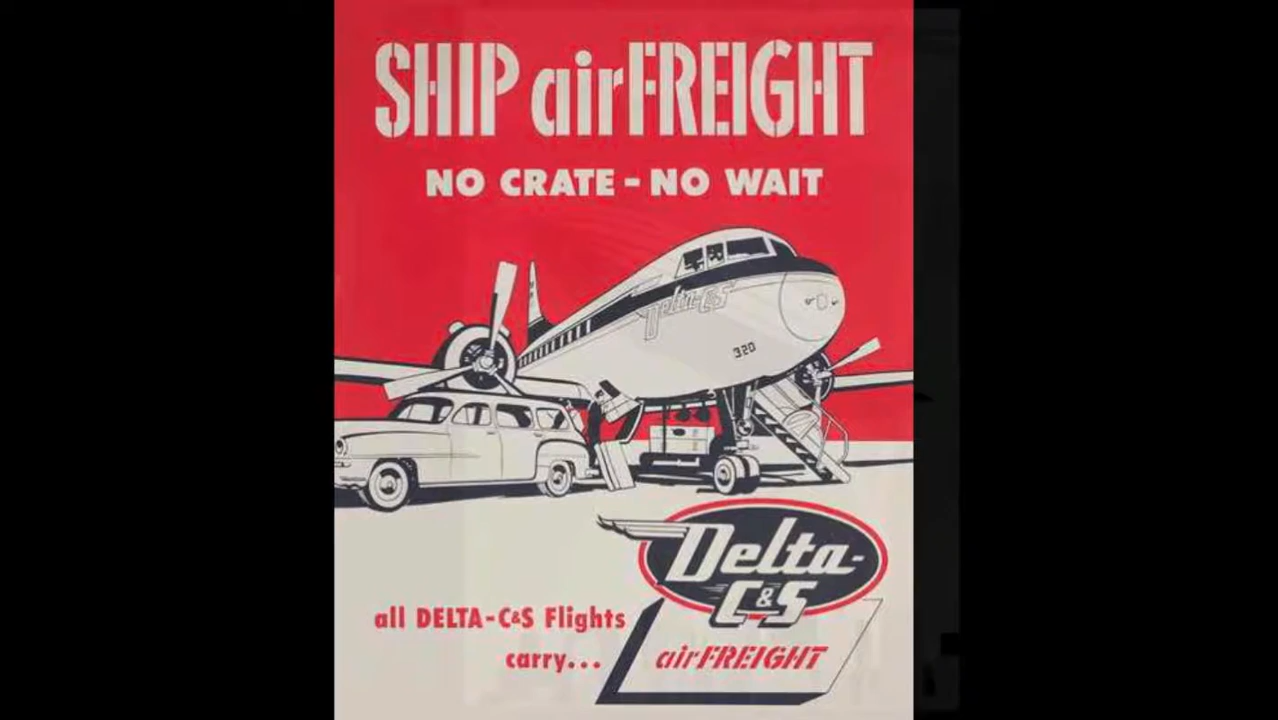 SHIP airFREIGHT
NO CRATE - NO WAIT
Delta-C&S
320
Delta-
C&S
all DELTA-C&S Flights
carry...
airFREIGHT